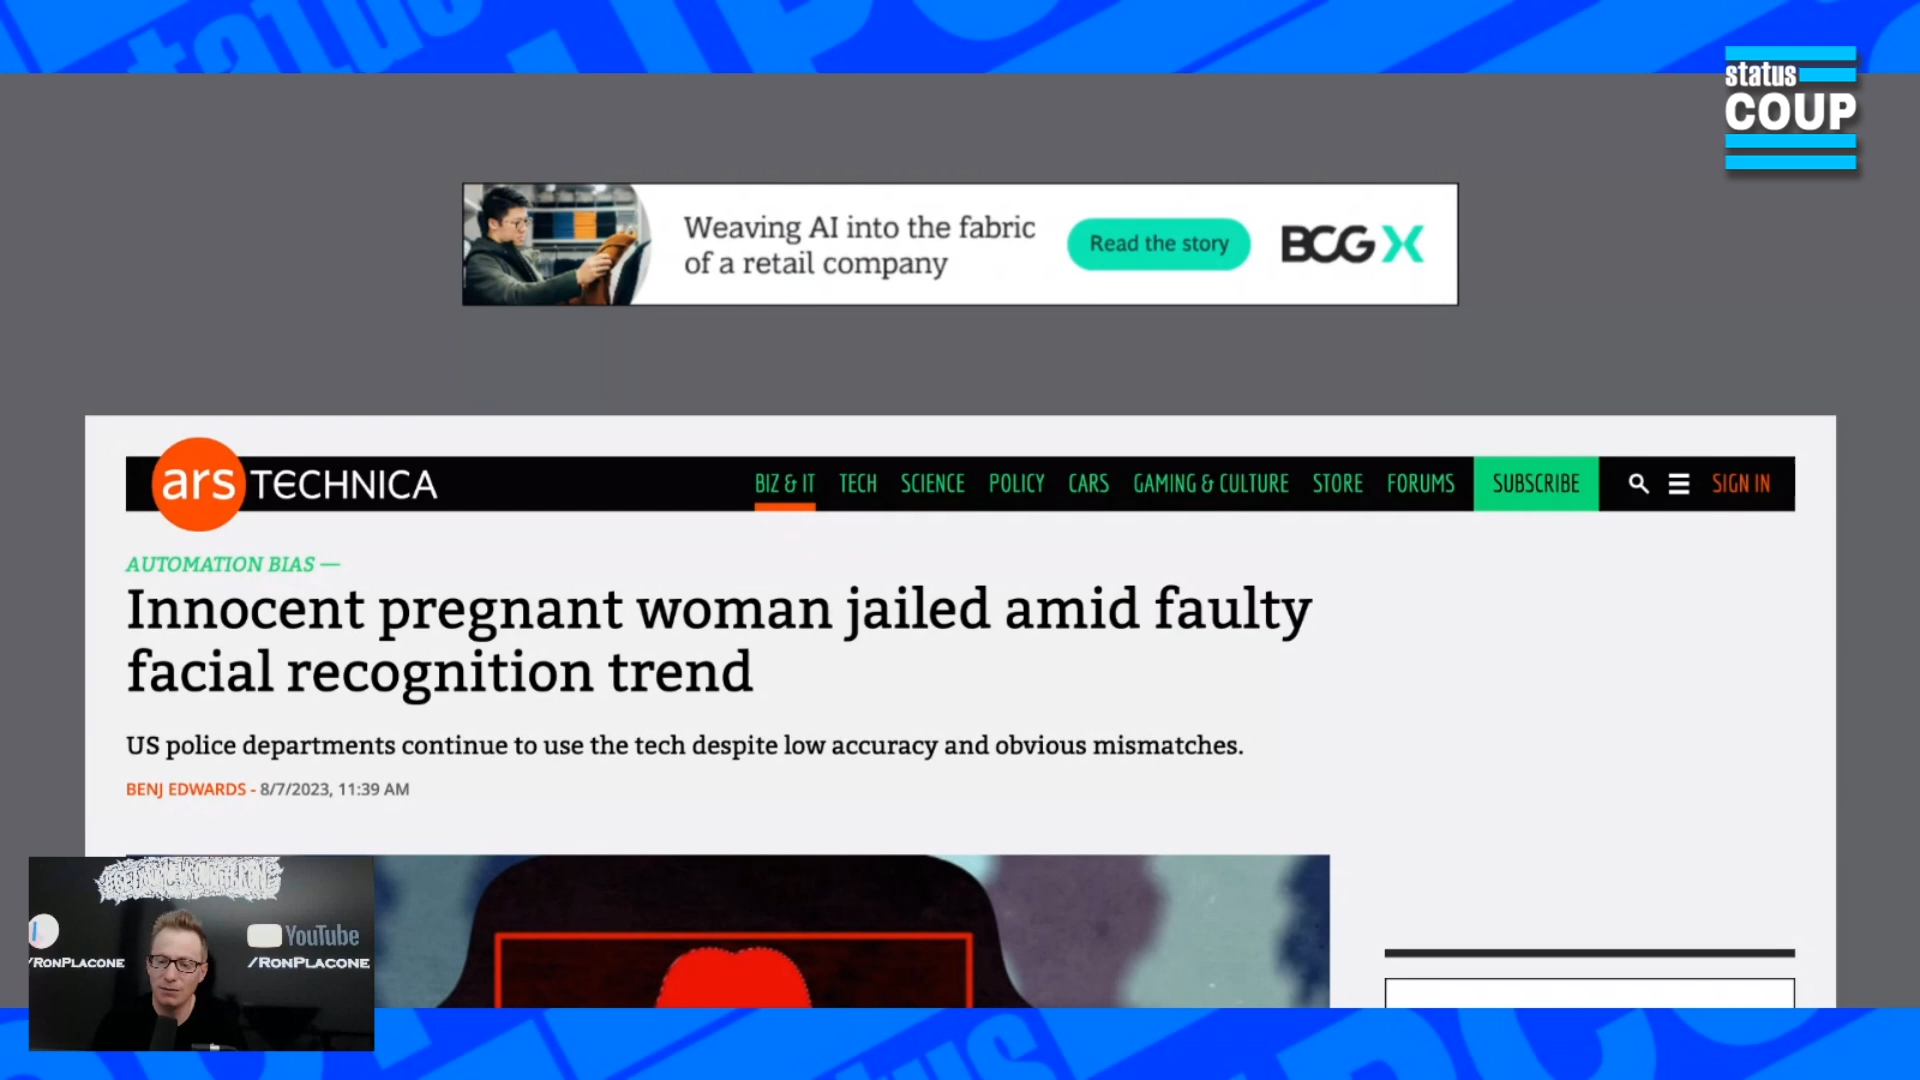 status
COUP
Weaving AI into the fabric
of a retail company
Read the story
BCG X
ars TECHNICA
BIZ & IT TECH SCIENCE POLICY CARS GAMING & CULTURE STORE FORUMS SUBSCRIBE SIGN IN
AUTOMATION BIAS —
Innocent pregnant woman jailed amid faulty
facial recognition trend
US police departments continue to use the tech despite low accuracy and obvious mismatches.
BENJ EDWARDS - 8/7/2023, 11:39 AM
YouTube
/RONPLACONE
/RONPLACONE